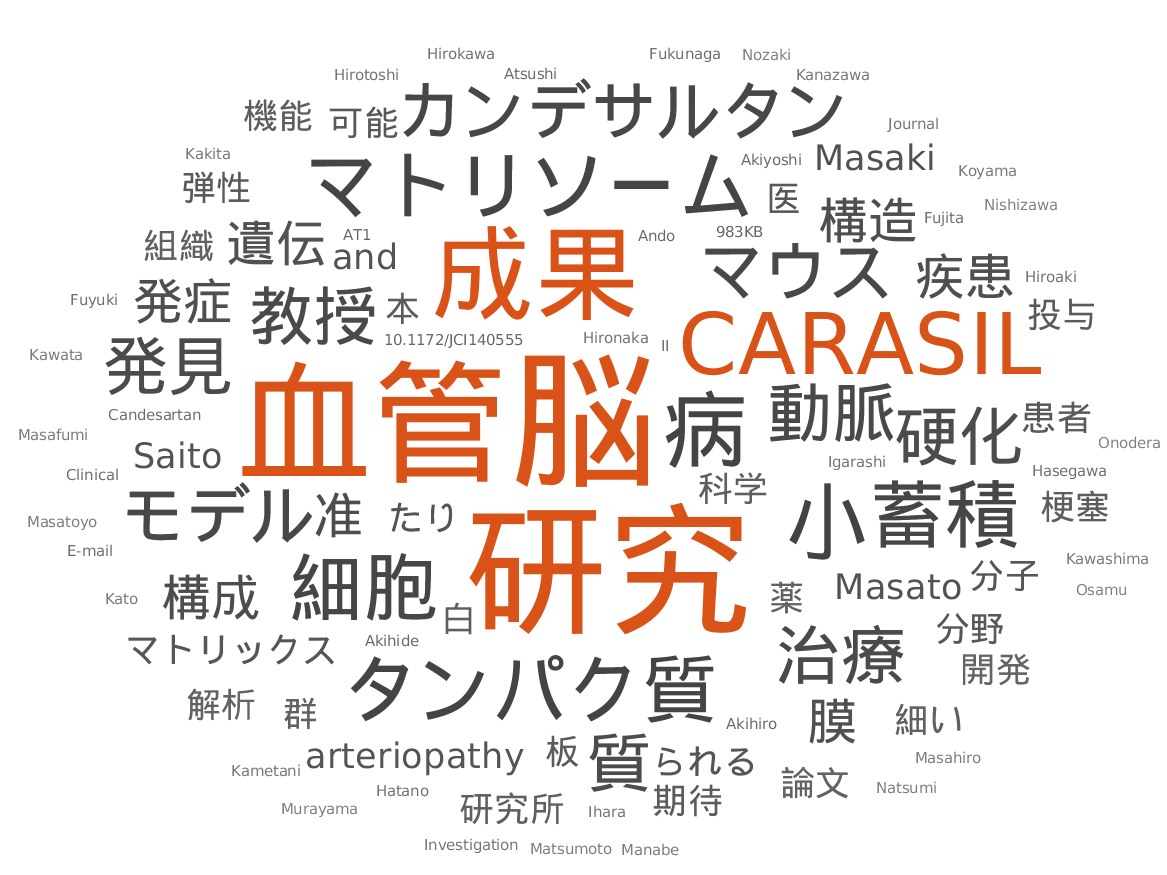 Hirokawa Fukunaga Nozaki
Hirotoshi Atsushi Kanazawa
機能 可能 カンデサルタン
Journal
Kakita マトリソーム Akiyoshi Masaki
Koyama
弾性 医 構造 Fujita Nishizawa
組織 遺伝 AT1 and 成果 Ando 983KB
マウス 疾患 Hiroaki
Fuyuki 発症 教授 本 投与
10.1172/JCI140555 Hironaka II CARASIL
Kawata 発見
血管脳 病 動脈 硬化 患者
Candesartan
Masafumi Saito Igarashi Onodera
Clinical 科学 Hasegawa
モデル 准 たり 小 蓄積 梗塞
Masatoyo 研究
E-mail Kawashima
Kato 構成 細胞 白 薬 Masato 分子 Osamu
マトリックス Akihide 治療 分野
開発
解析 群 タンパク質 Akihiro 膜 細い
arteriopathy 板 質 られる Masahiro
Kametani Hatano 論文 Natsumi
Murayama 研究所 Ihara 期待
Investigation Matsumoto Manabe